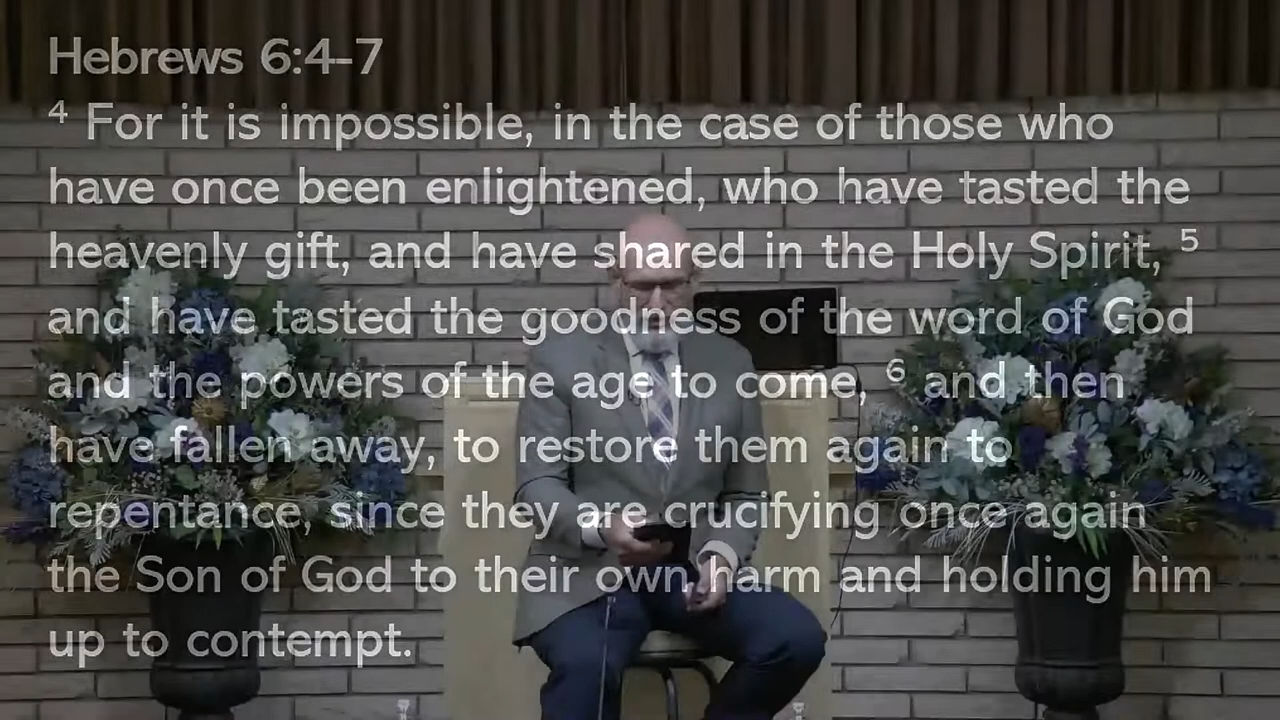 Hebrews 6:4-7
⁴ For it is impossible, in the case of those who
have once been enlightened, who have tasted the
heavenly gift, and have shared in the Holy Spirit, ⁵
and have tasted the goodness of the word of God
and the powers of the age to come, ⁶ and then
have fallen away, to restore them again to
repentance, since they are crucifying once again
the Son of God to their own harm and holding him
up to contempt.